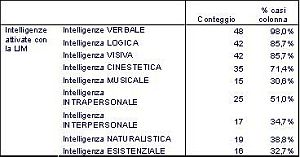 Conteggio % casi colonna
Intelligenze attivate con la LIM
Intelligenza VERBALE 48 98,0%
Intelligenza LOGICA 42 85,7%
Intelligenza VISIVA 42 85,7%
Intelligenza CINESTETICA 35 71,4%
Intelligenza MUSICALE 15 30,6%
Intelligenza INTRAPERSONALE 25 51,0%
Intelligenza INTERPERSONALE 17 34,7%
Intelligenza NATURALISTICA 19 38,8%
Intelligenza ESISTENZIALE 16 32,7%